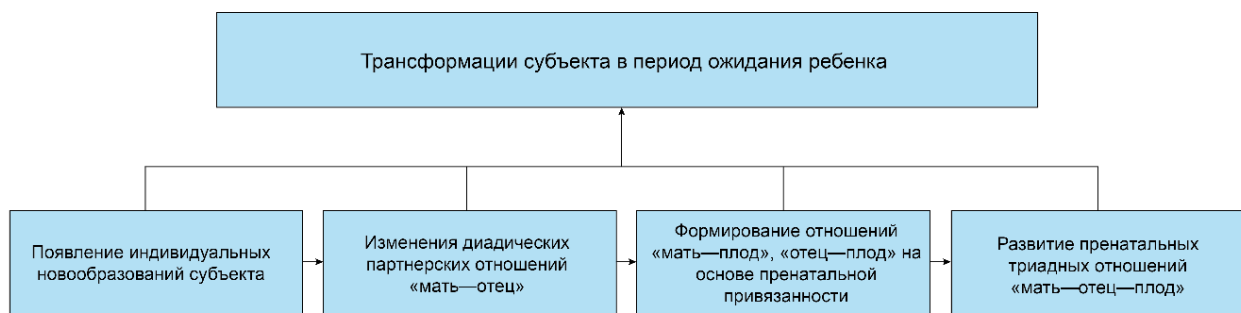 Трансформации субъекта в период ожидания ребенка
Появление индивидуальных
новообразований субъекта
Изменения диадических
партнерских отношений
«мать—отец»
Формирование отношений
«мать—плод», «отец—плод» на
основе пренатальной
привязанности
Развитие пренатальных
триадных отношений
«мать—отец—плод»